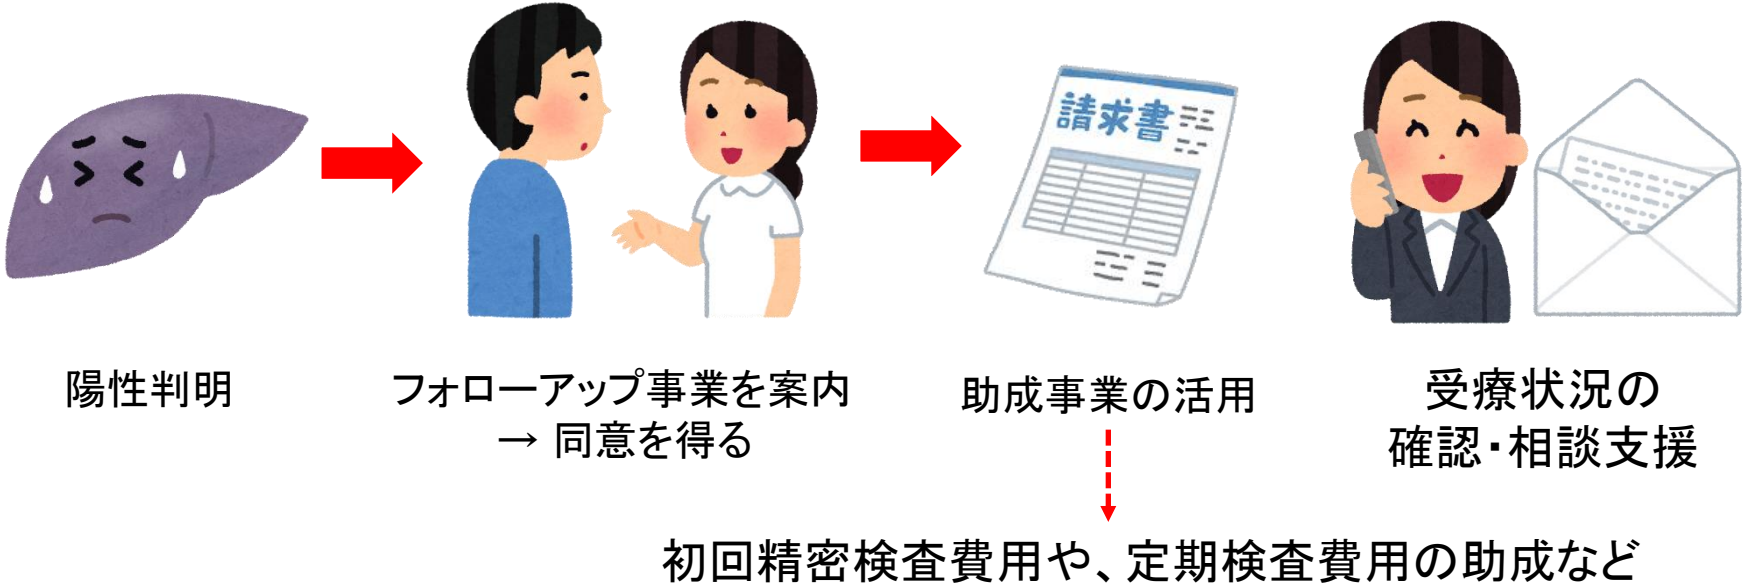 請求書
陽性判明
フォローアップ事業を案内
→ 同意を得る
助成事業の活用
受療状況の
確認・相談支援
初回精密検査費用や、定期検査費用の助成など